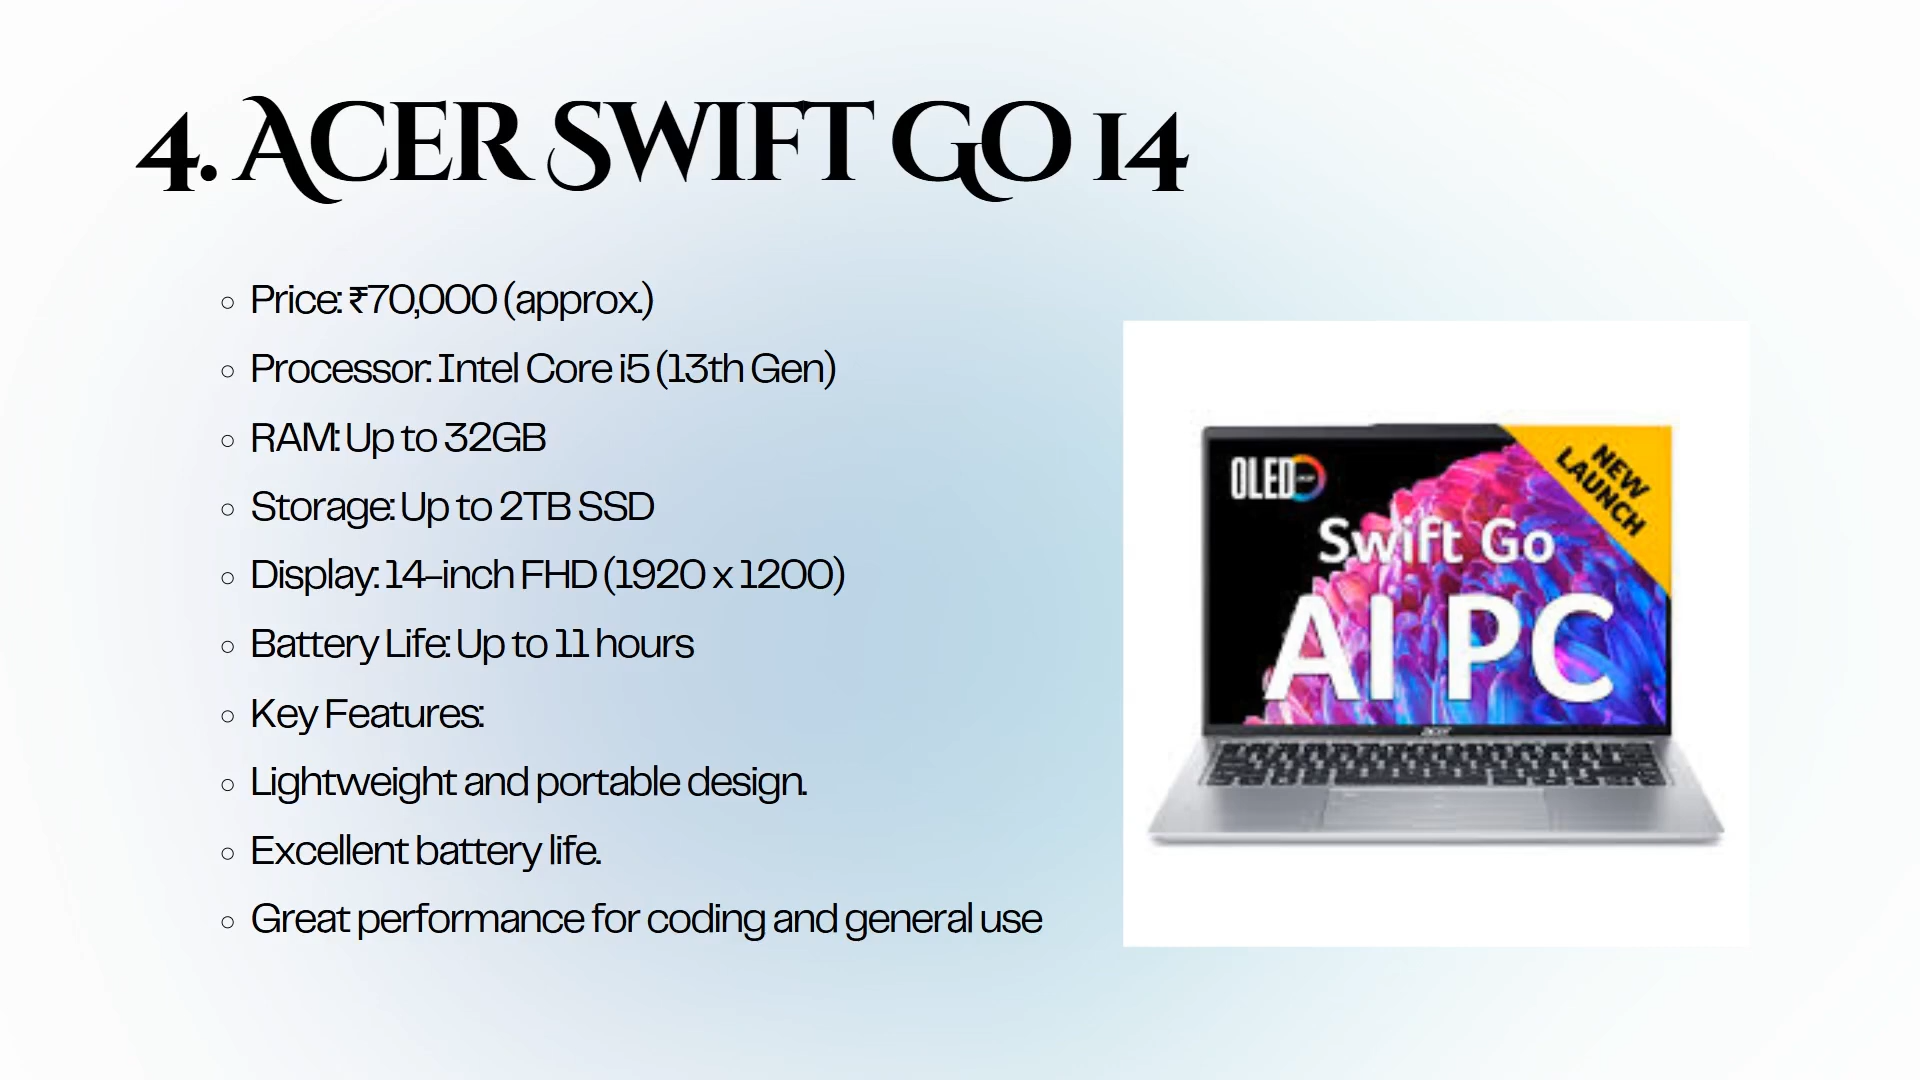 4. ACER SWIFT GO 14
Price: ₹70,000 (approx.)
Processor: Intel Core i5 (13th Gen)
RAM: Up to 32GB
Storage: Up to 2TB SSD
Display: 14-inch FHD (1920 x 1200)
Battery Life: Up to 11 hours
Key Features:
Lightweight and portable design.
Excellent battery life.
Great performance for coding and general use
OLED
NEW
LAUNCH
Swift Go
AI PC
acer